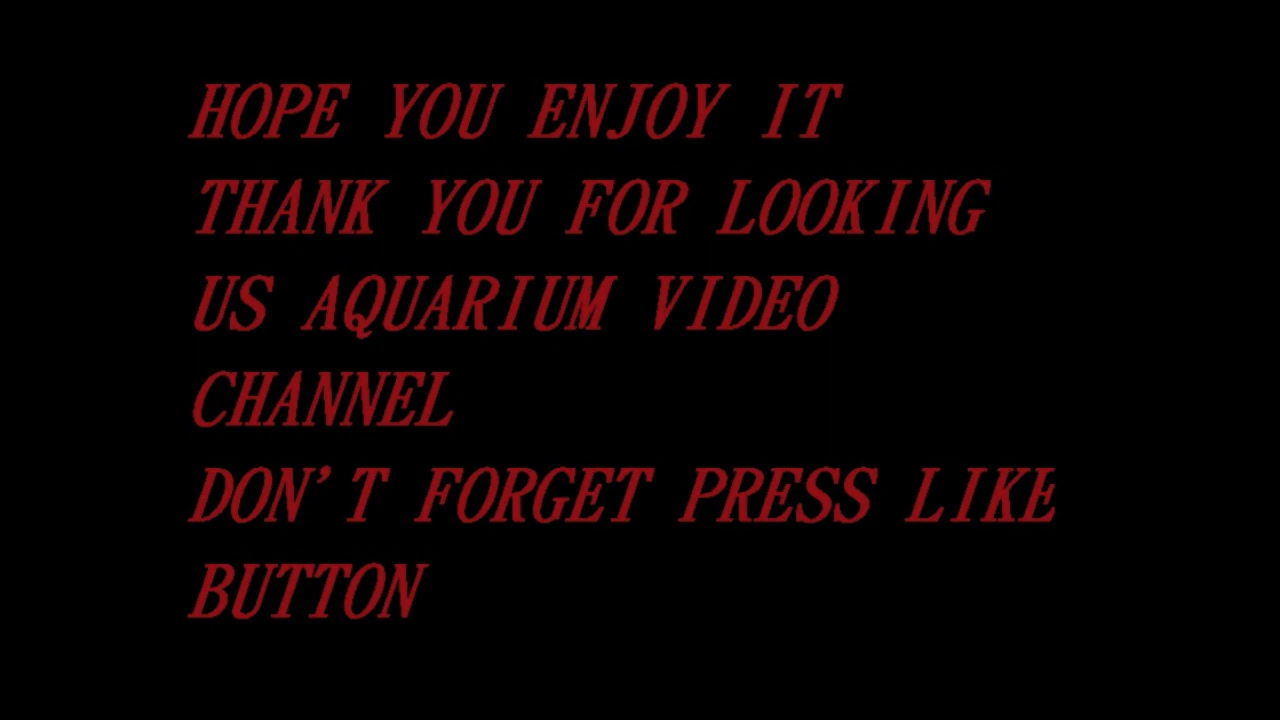 HOPE YOU ENJOY IT
THANK YOU FOR LOOKING
US AQUARIUM VIDEO
CHANNEL
DON'T FORGET PRESS LIKE
BUTTON